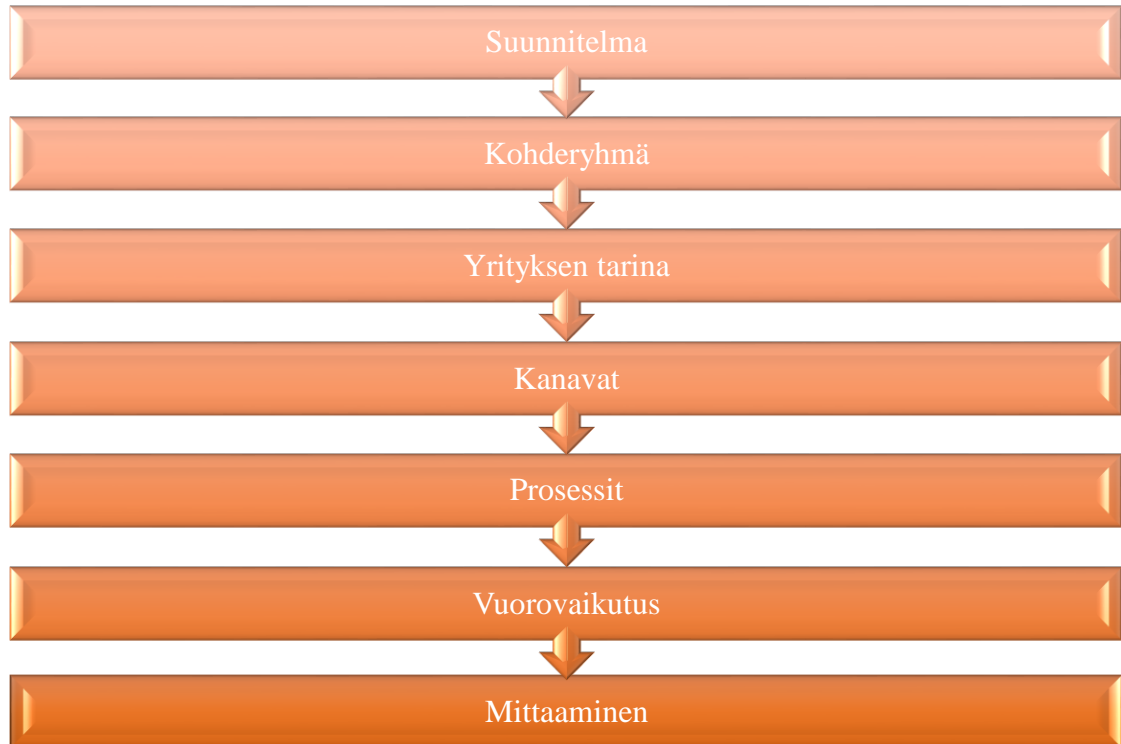 Suunnitelma
Kohderyhmä
Yrityksen tarina
Kanavat
Prosessit
Vuorovaikutus
Mittaaminen